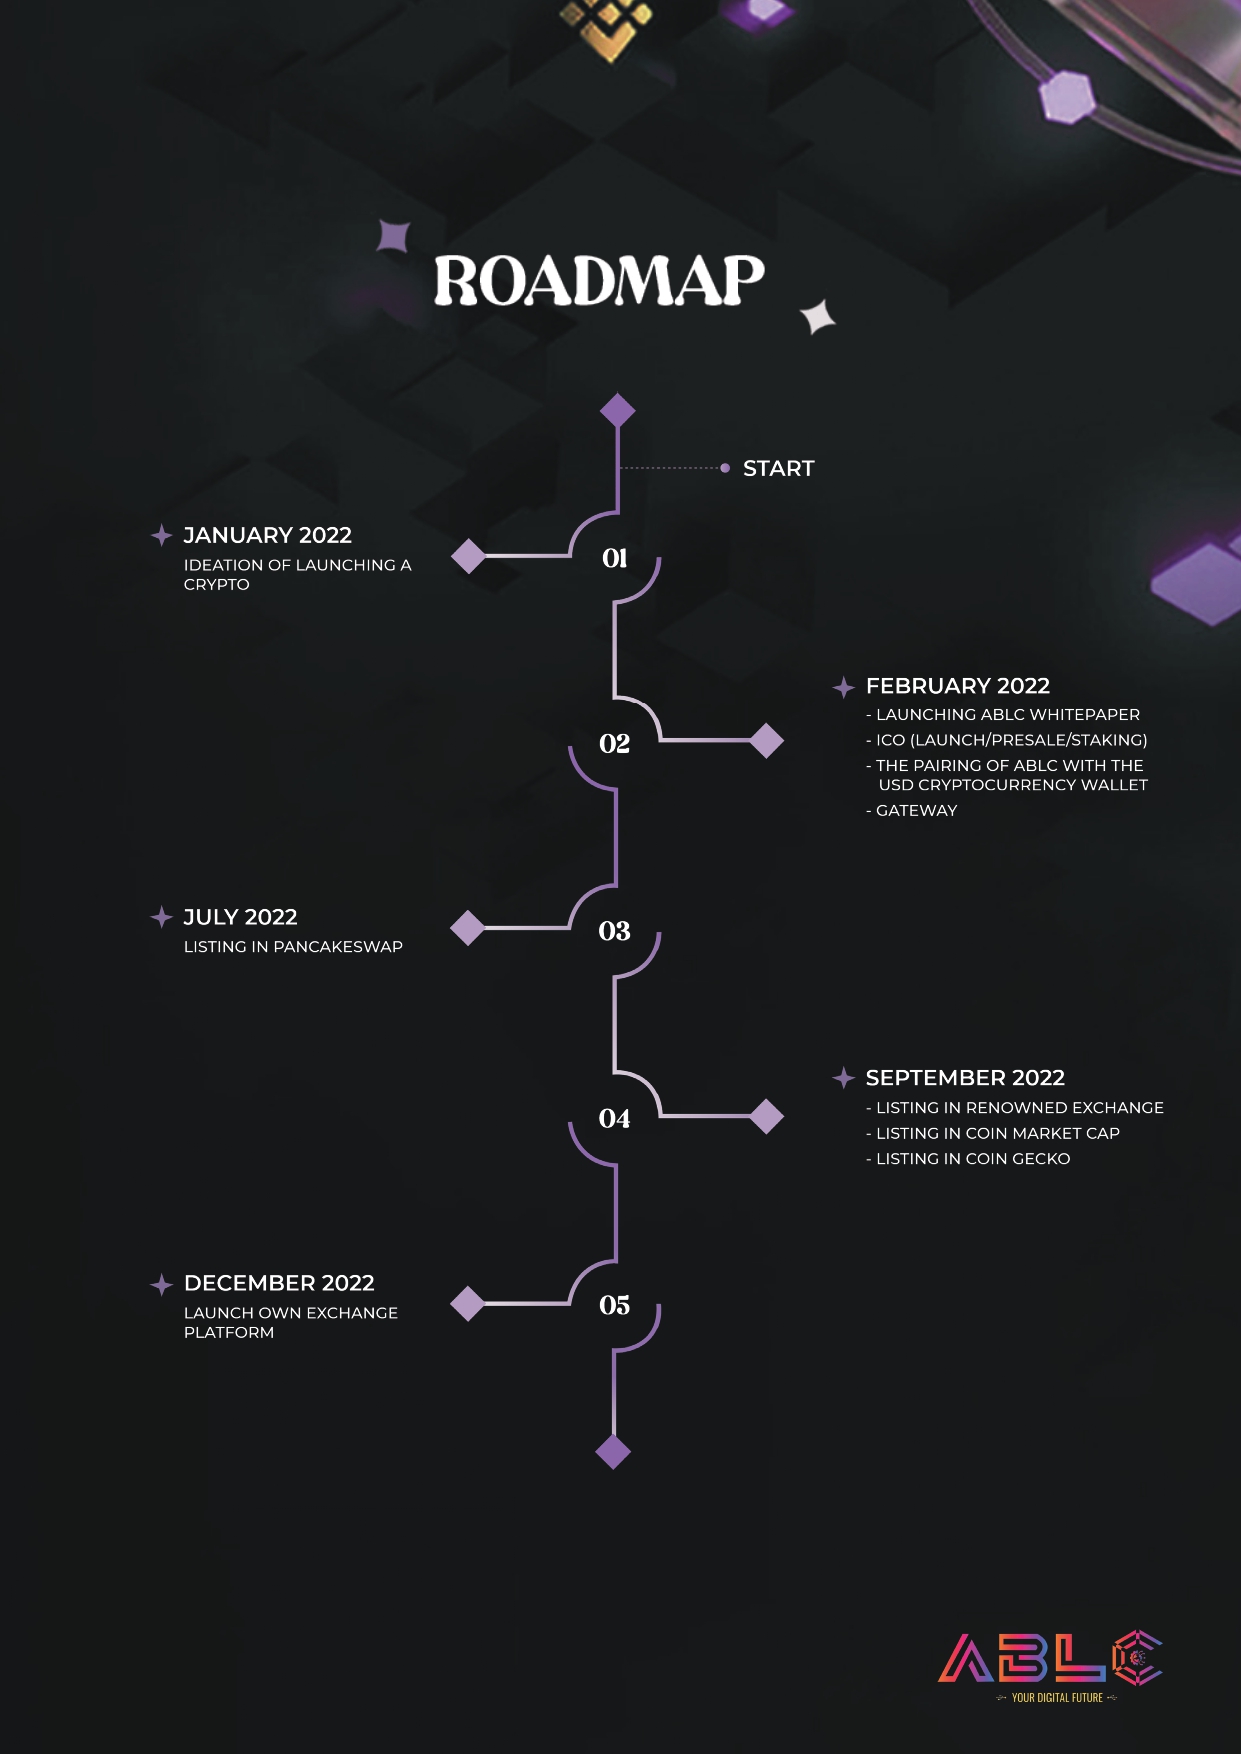 ROADMAP
START
JANUARY 2022
IDEATION OF LAUNCHING A
CRYPTO
01
FEBRUARY 2022
- LAUNCHING ABLC WHITEPAPER
- ICO (LAUNCH/PRESALE/STAKING)
- THE PAIRING OF ABLC WITH THE
USD CRYPTOCURRENCY WALLET
- GATEWAY
02
JULY 2022
LISTING IN PANCAKESWAP
03
SEPTEMBER 2022
- LISTING IN RENOWNED EXCHANGE
- LISTING IN COIN MARKET CAP
- LISTING IN COIN GECKO
04
DECEMBER 2022
LAUNCH OWN EXCHANGE
PLATFORM
05
ABLC
YOUR DIGITAL FUTURE